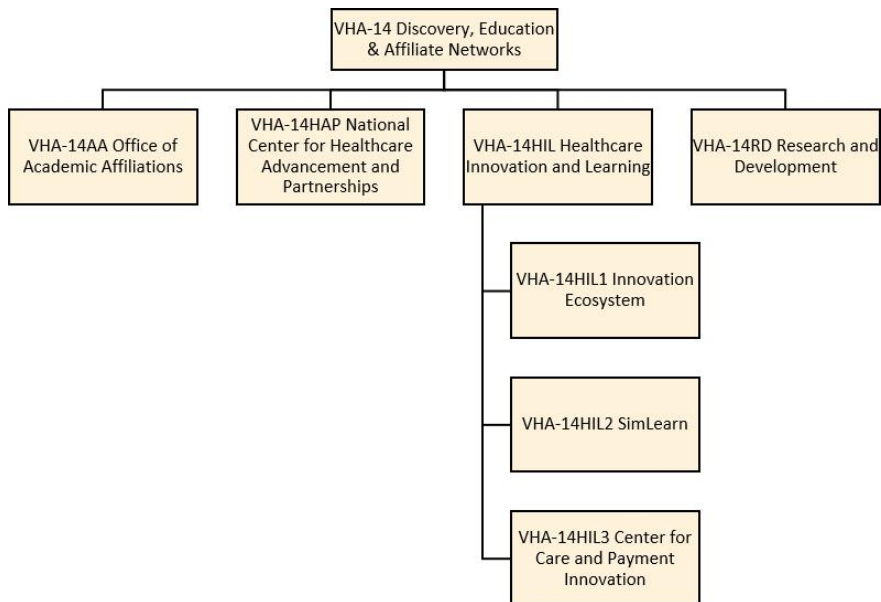 VHA-14 Discovery, Education
& Affiliate Networks
VHA-14AA Office of
Academic Affiliations
VHA-14HAP National
Center for Healthcare
Advancement and
Partnerships
VHA-14HIL Healthcare
Innovation and Learning
VHA-14RD Research and
Development
VHA-14HIL1 Innovation
Ecosystem
VHA-14HIL2 SimLearn
VHA-14HIL3 Center for
Care and Payment
Innovation